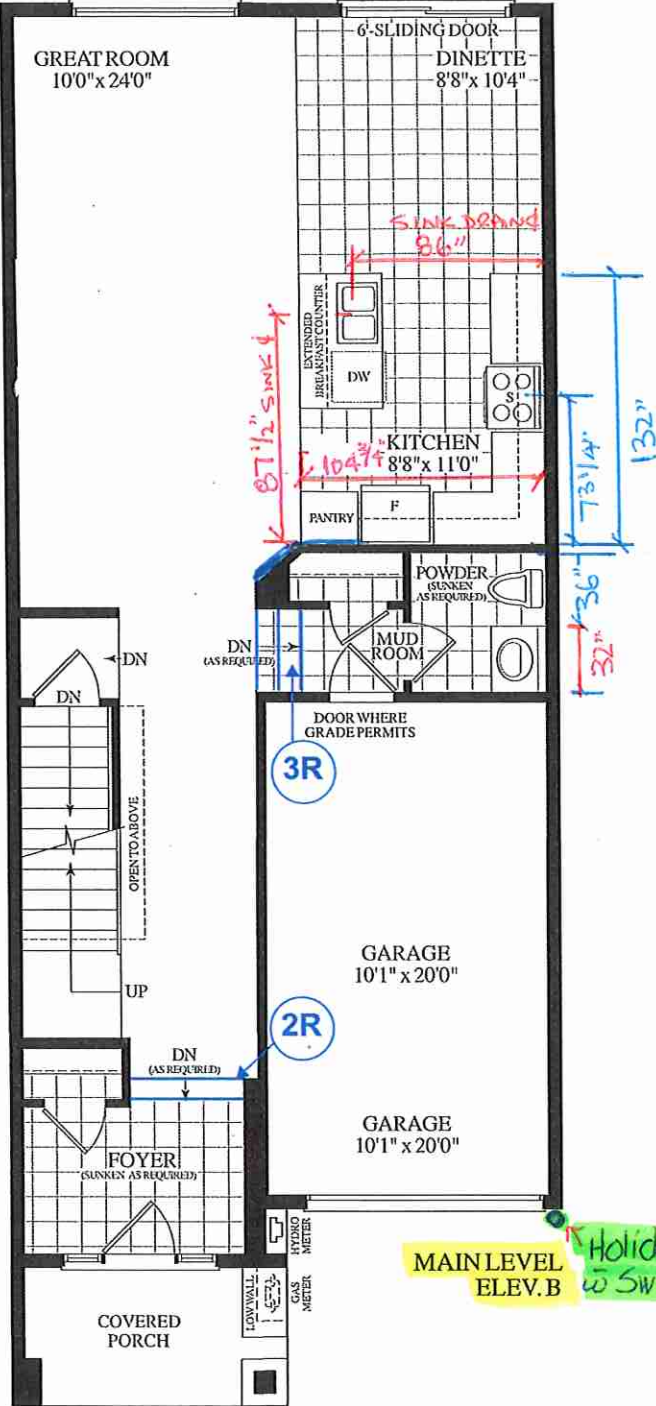 6'-SLIDING DOOR
GREAT ROOM
10'0" x 24'0"
DINETTE
8'8" x 10'4"
SINK DRAIN ¢
86"
EXTENDED
BREAKFAST COUNTER
DW
S
87 1/2" SINK ¢
132"
73 1/4"
KITCHEN
8'8" x 11'0"
104 3/4"
PANTRY
F
POWDER
(SUNKEN
AS REQUIRED)
36"
32"
MUD
ROOM
DN
(AS REQUIRED)
DN
DN
DOOR WHERE
GRADE PERMITS
3R
OPEN TO ABOVE
GARAGE
10'1" x 20'0"
UP
2R
DN
(AS REQUIRED)
GARAGE
10'1" x 20'0"
FOYER
(SUNKEN AS REQUIRED)
HYDRO
METER
GAS
METER
LOW WALL
MAIN LEVEL
ELEV. B
Holid
w SW
COVERED
PORCH